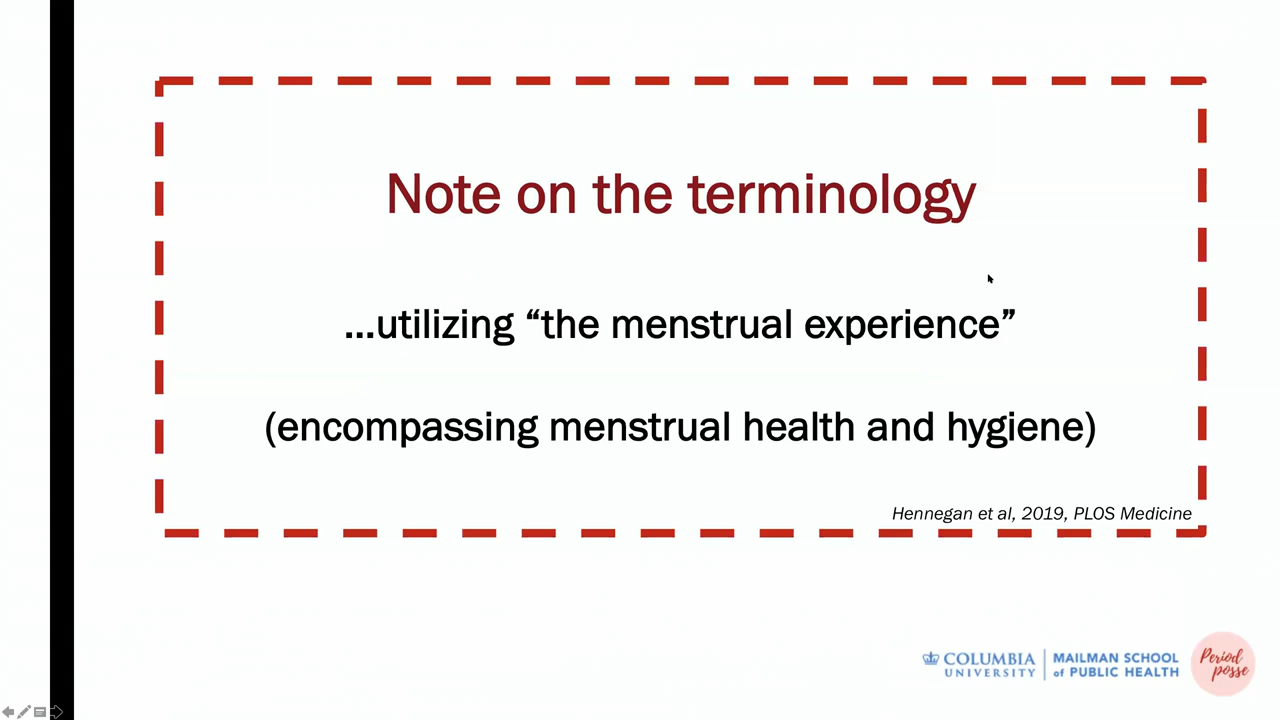 Note on the terminology
...utilizing “the menstrual experience”
(encompassing menstrual health and hygiene)
Hennegan et al, 2019, PLOS Medicine
COLUMBIA UNIVERSITY
MAILMAN SCHOOL
of PUBLIC HEALTH
Period
posse